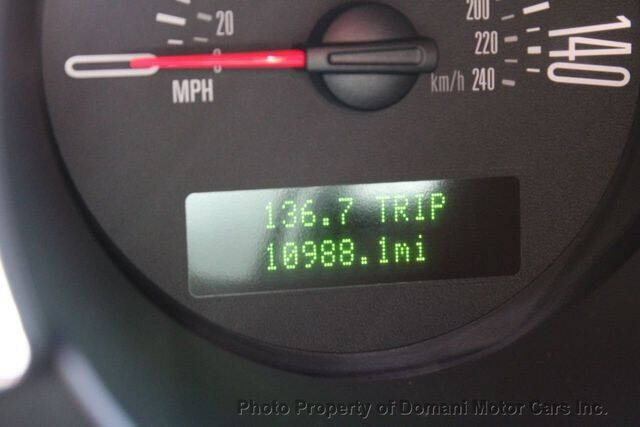 20
0
MPH
200
220
km/h 240
140
136.7 TRIP
10988.1mi
Photo Property of Domani Motor Cars Inc.